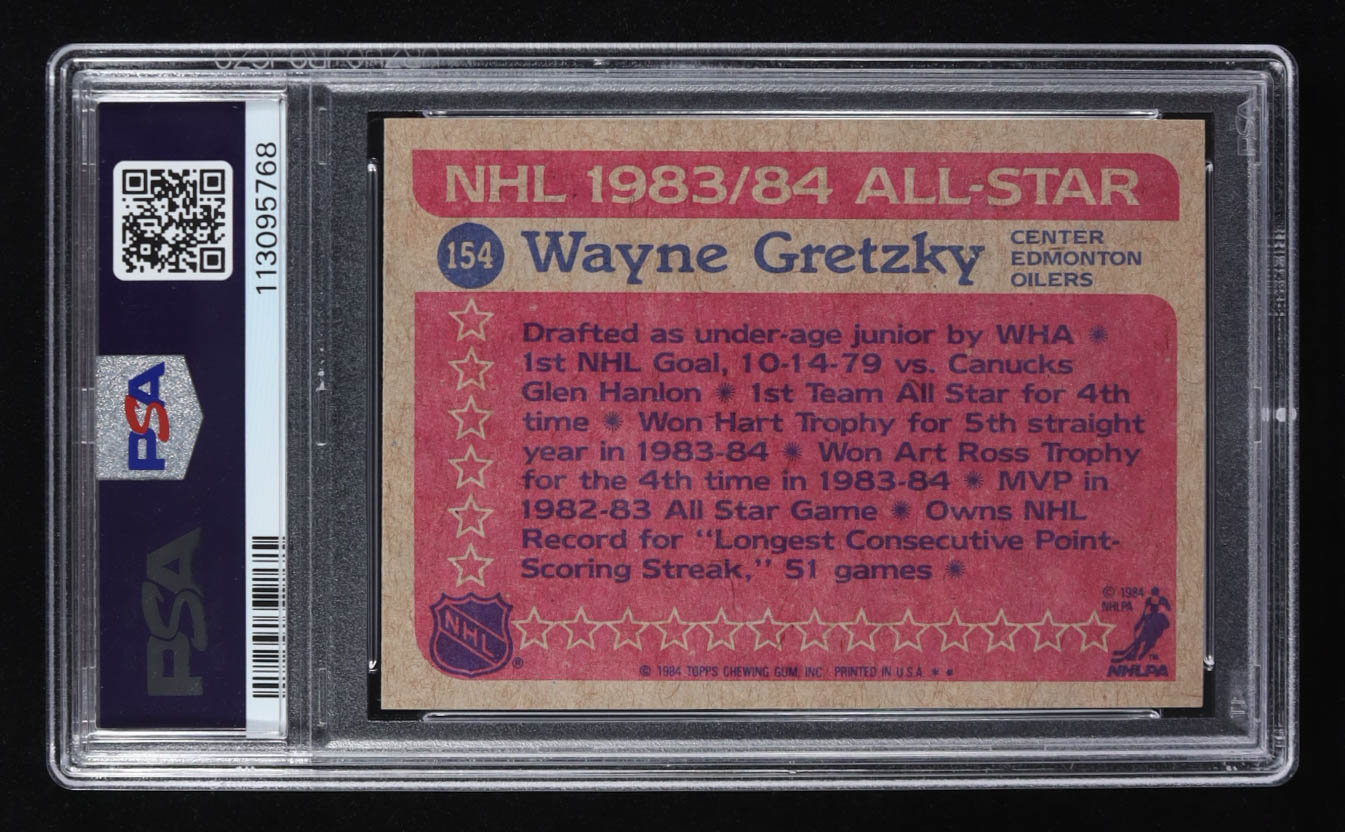 113095768
PSA
PSA
NHL 1983/84 ALL-STAR
154 Wayne Gretzky
CENTER
EDMONTON
OILERS
Drafted as under-age junior by WHA ✺
1st NHL Goal, 10-14-79 vs. Canucks
Glen Hanlon ✺ 1st Team All Star for 4th
time ✺ Won Hart Trophy for 5th straight
year in 1983-84 ✺ Won Art Ross Trophy
for the 4th time in 1983-84 ✺ MVP in
1982-83 All Star Game ✺ Owns NHL
Record for “Longest Consecutive Point-
Scoring Streak,” 51 games ✺
© 1984
NHLPA
NHL ®
NHLPA ™
© 1984 TOPPS CHEWING GUM, INC. PRINTED IN U.S.A. * *